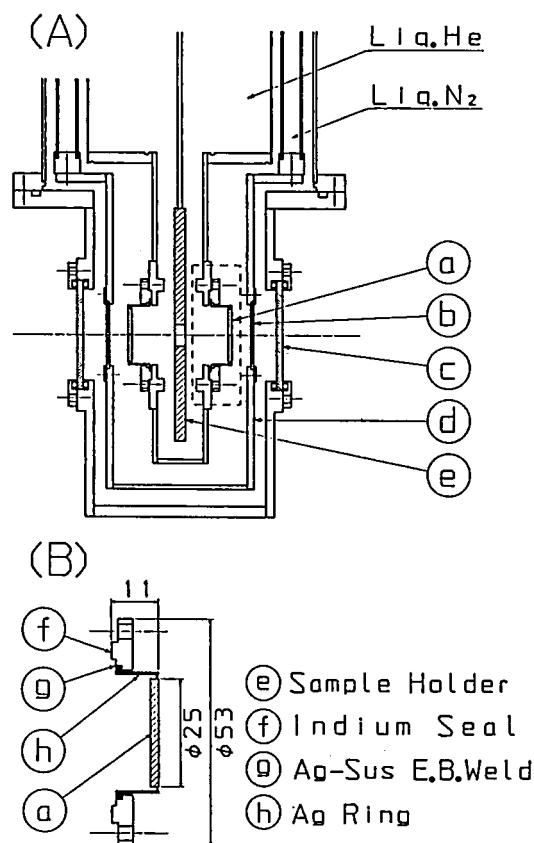 (A)
Liq.He
Liq.N₂
a
b
c
d
e
(B)
11
f
g
h
a
φ25
φ53
e Sample Holder
f Indium Seal
g Ag-Sus E.B.Weld
h Ag Ring